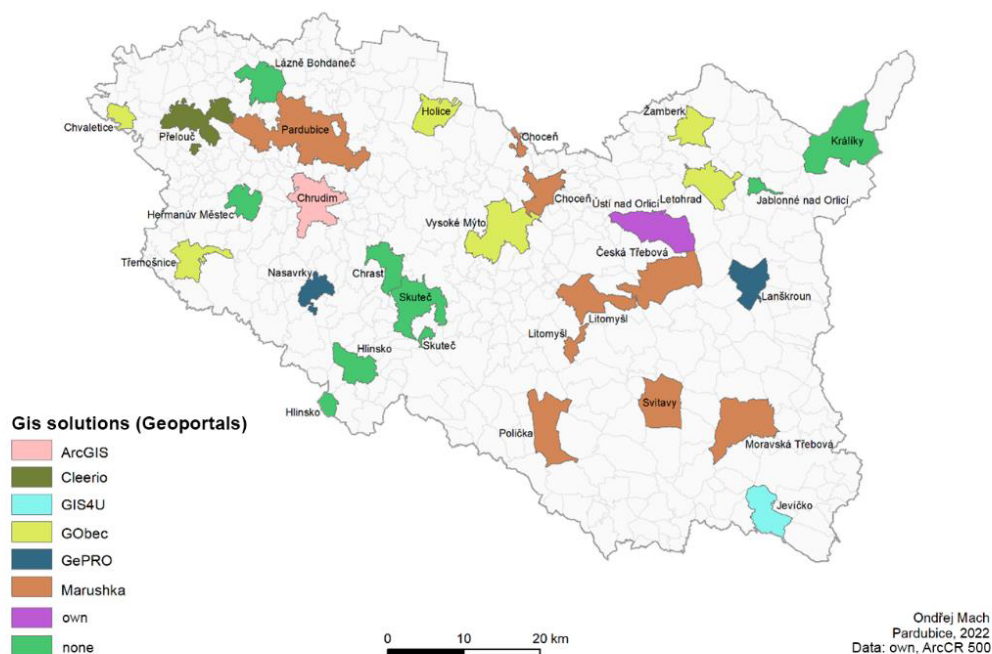 Lázně Bohdaneč
Chvaletice
Přelouč
Pardubice
Holice
Choceň
Žamberk
Králíky
Heřmanův Městec
Chrudim
Choceň
Letohrad
Jablonné nad Orlicí
Vysoké Mýto
Ústí nad Orlicí
Třemošnice
Nasavrky
Chrast
Skuteč
Česká Třebová
Lanškroun
Litomyšl
Litomyšl
Skuteč
Hlinsko
Hlinsko
Polička
Svitavy
Moravská Třebová
Jevíčko
Gis solutions (Geoportals)
ArcGIS
Cleerio
GIS4U
GObec
GePRO
Marushka
own
none
0 10 20 km
Ondřej Mach
Pardubice, 2022
Data: own, ArcCR 500